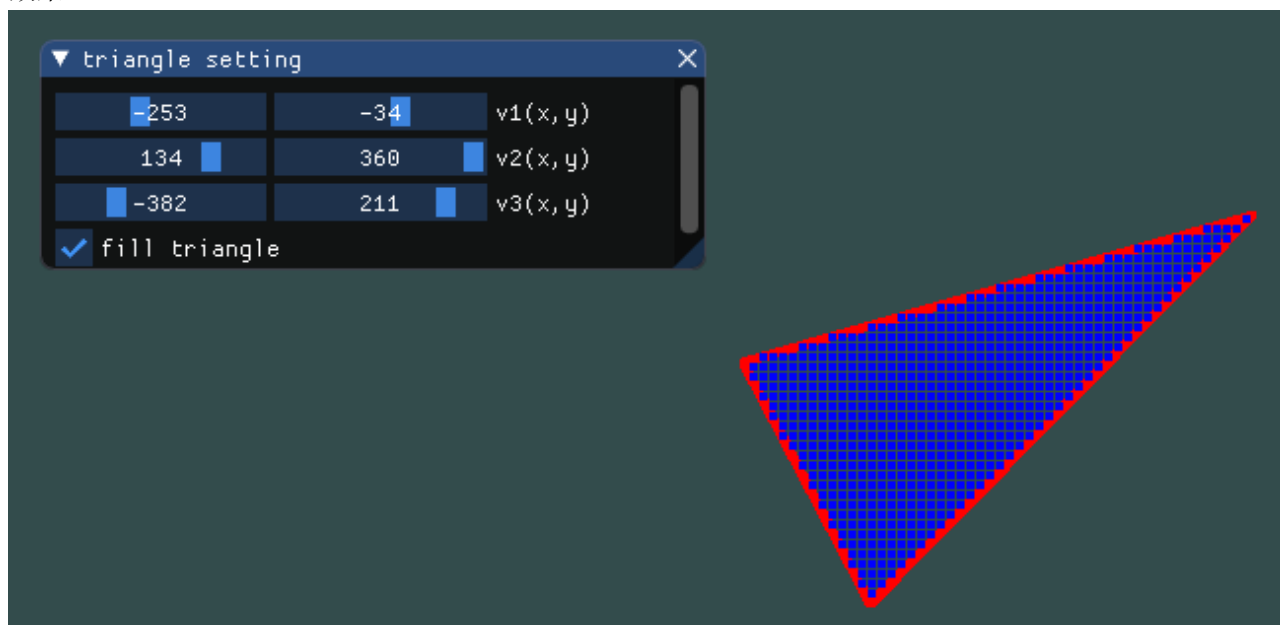 triangle setting
-253 -34 v1(x,y)
134 360 v2(x,y)
-382 211 v3(x,y)
fill triangle